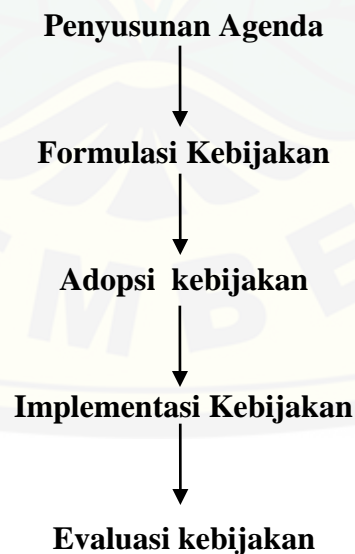 Penyusunan Agenda
Formulasi Kebijakan
Adopsi kebijakan
Implementasi Kebijakan
Evaluasi kebijakan